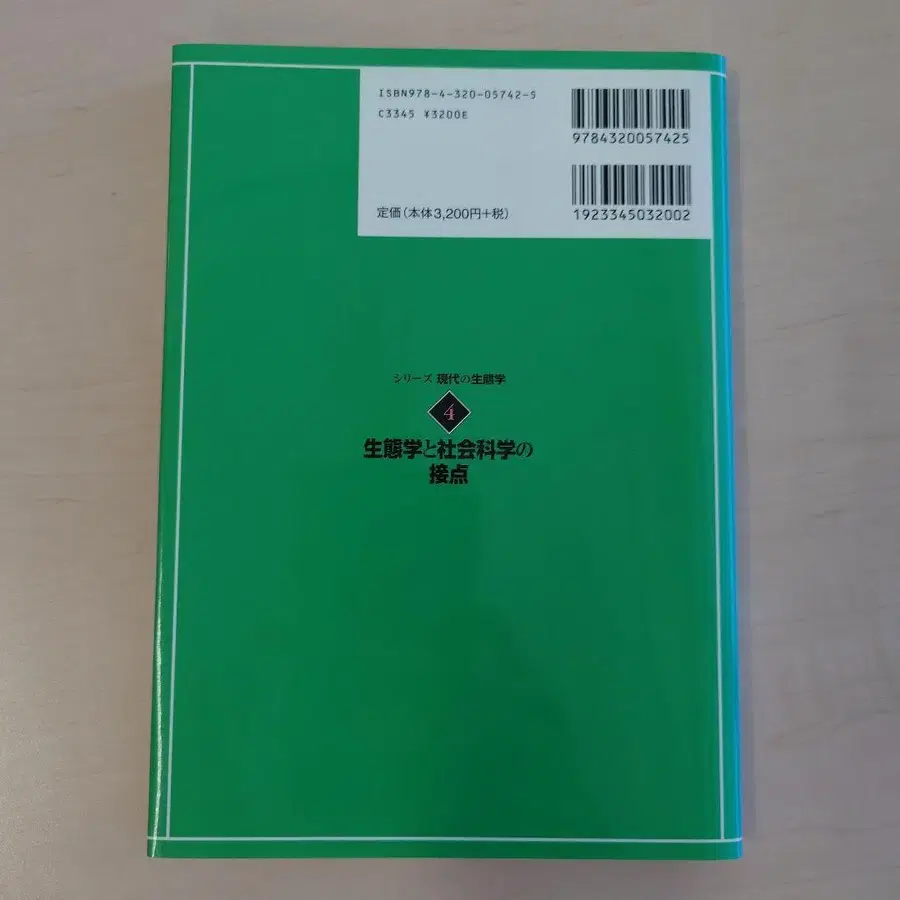 ISBN978-4-320-05742-5
C3345 ¥3200E
9784320057425
定価(本体3,200円+税)
1923345032002
シリーズ 現代の生態学
4
生態学と社会科学の
接点